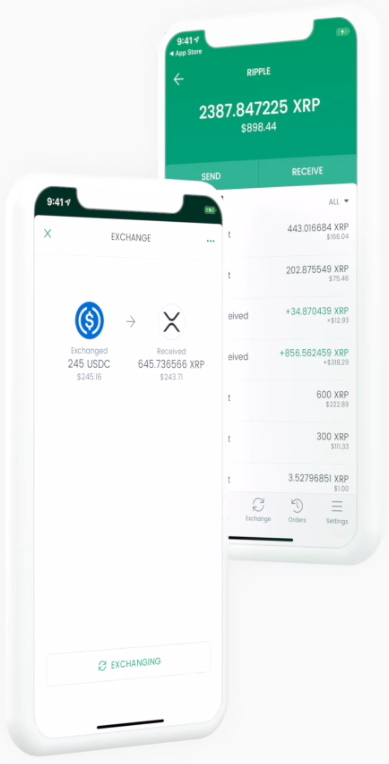 9:41
App Store
RIPPLE
2387.847225 XRP
$898.44
SEND
RECEIVE
ALL
t
443.016684 XRP
$166.04
t
202.875549 XRP
$75.46
eived
+34.870439 XRP
+$12.93
eived
+856.562459 XRP
+$318.29
t
600 XRP
$222.89
t
300 XRP
$111.33
t
3.52796851 XRP
$1.00
Exchange
Orders
Settings
9:41
EXCHANGE
Exchanged
Received
245 USDC
645.736566 XRP
$245.16
$243.71
EXCHANGING